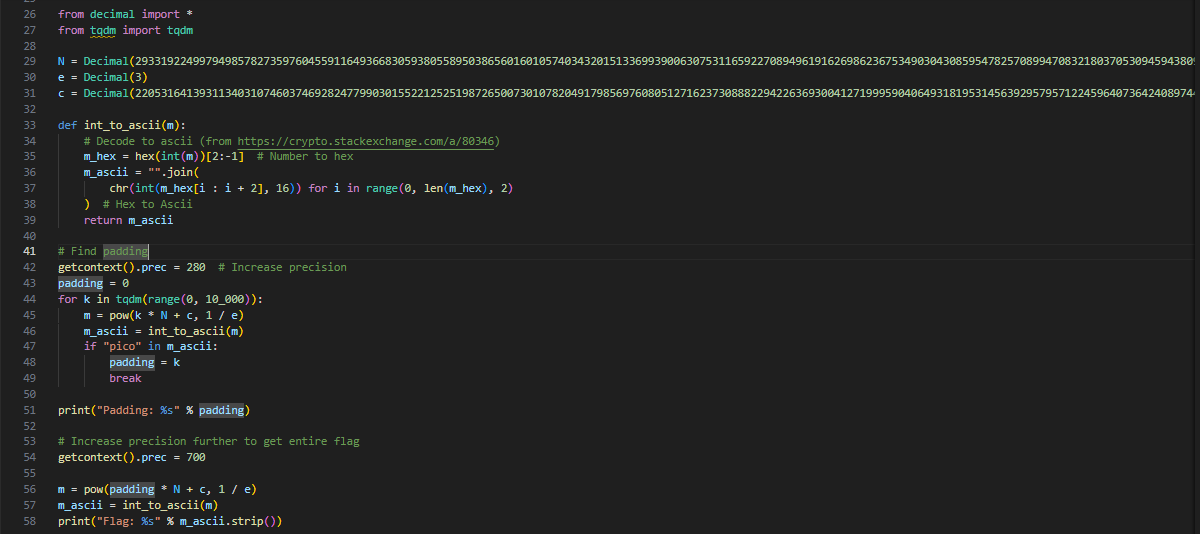 26 from decimal import *
27 from tqdm import tqdm
28
29 N = Decimal(
30 e = Decimal(3)
31 c = Decimal(
32
33 def int_to_ascii(m):
34 # Decode to ascii (from https://crypto.stackexchange.com/a/80346)
35 m_hex = hex(int(m))[2:-1] # Number to hex
36 m_ascii = "".join(
37 chr(int(m_hex[i : i + 2], 16)) for i in range(0, len(m_hex), 2)
38 ) # Hex to Ascii
39 return m_ascii
40
41 # Find padding
42 getcontext().prec = 280 # Increase precision
43 padding = 0
44 for k in tqdm(range(0, 10_000)):
45 m = pow(k * N + c, 1 / e)
46 m_ascii = int_to_ascii(m)
47 if "pico" in m_ascii:
48 padding = k
49 break
50
51 print("Padding: %s" % padding)
52
53 # Increase precision further to get entire flag
54 getcontext().prec = 700
55
56 m = pow(padding * N + c, 1 / e)
57 m_ascii = int_to_ascii(m)
58 print("Flag: %s" % m_ascii.strip())